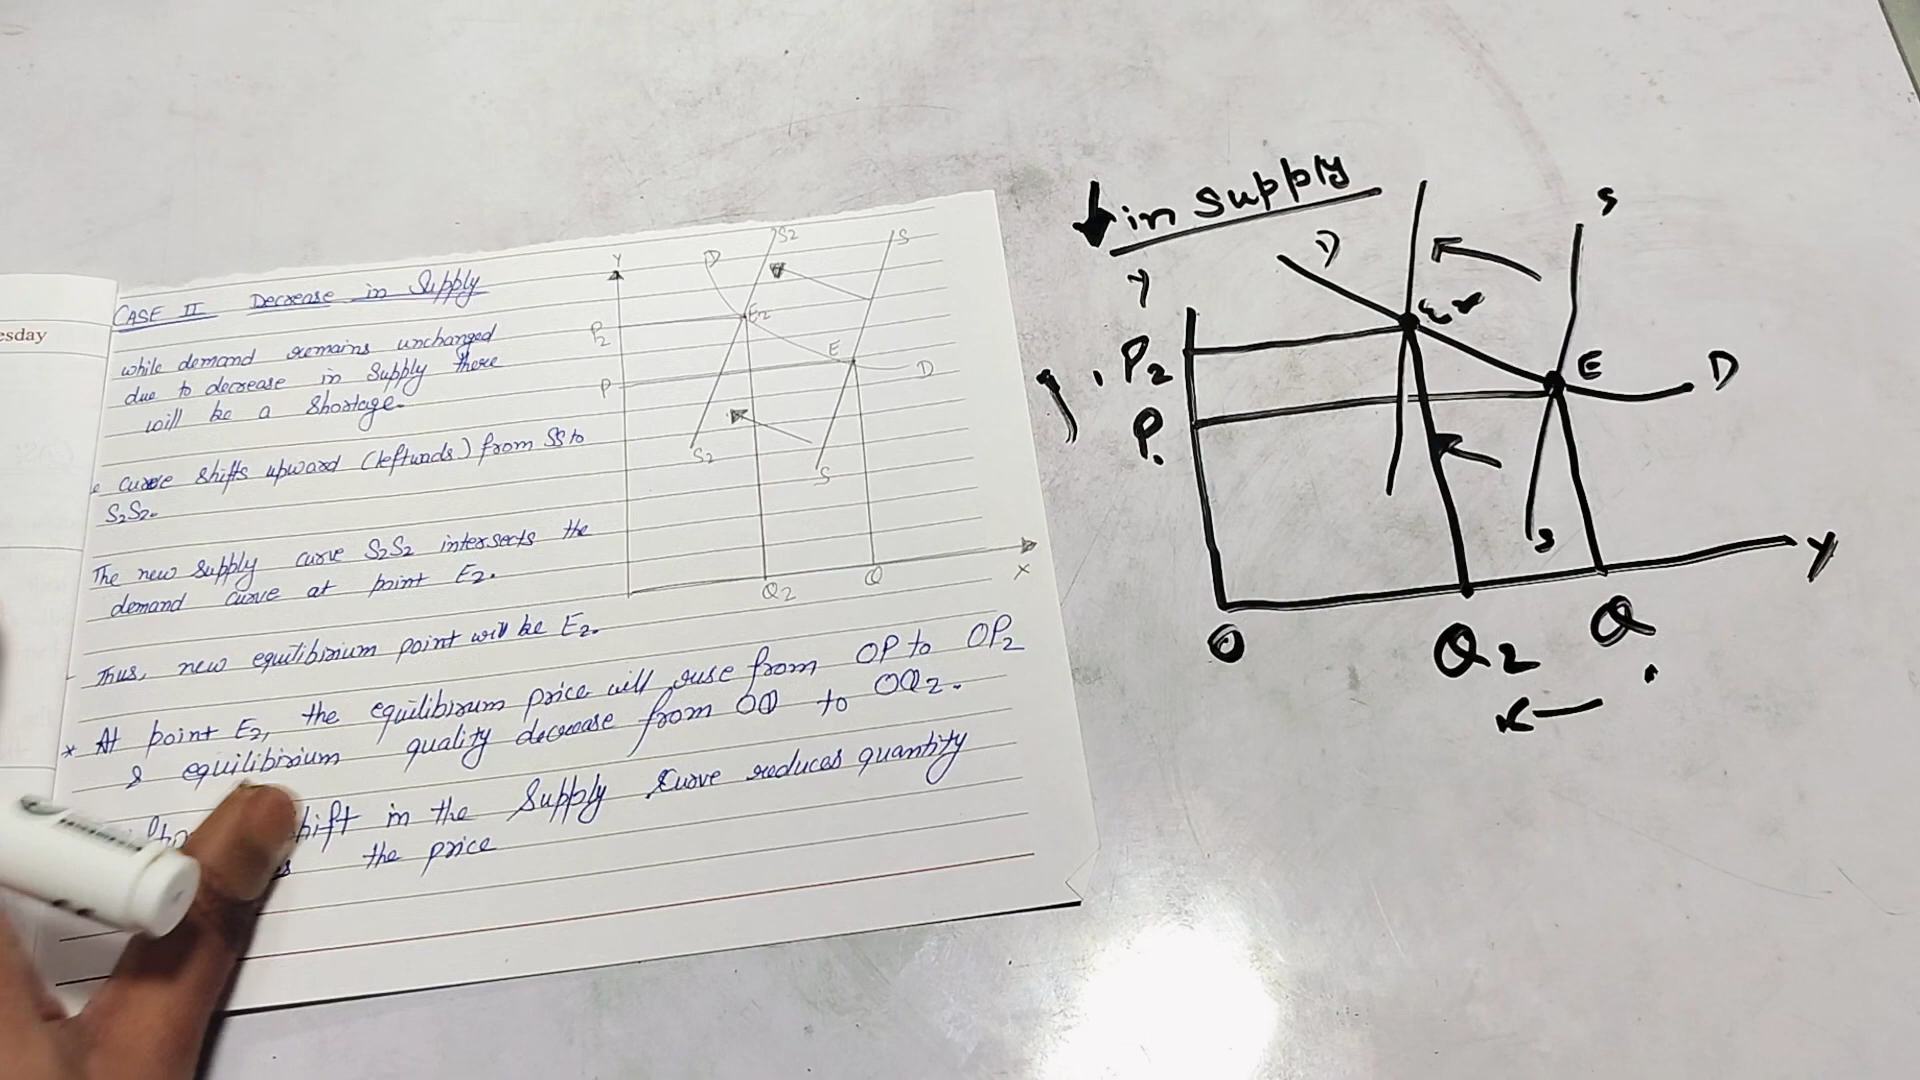 esday
CASE II Decrease in Supply
while demand remains unchanged
due to decrease in Supply there
will be a Shortage.
curve shifts upward (leftwads) from SS to
S2S2.
The new supply curve S2S2 intersects the
demand curve at point E2.
Thus, new equilibrium point will be E2.
* At point E2, the equilibrium price will rise from OP to OP2
& equilibrium quality decrease from OQ to OQ2.
in the Supply curve reduces quantity
the price
Y
D
S2
S
P2
E2
E
P
D
S2
S
Q2
Q
X
↓ in Supply
Y
D
S
P2
E
D
P
S
Y
O
Q2
Q